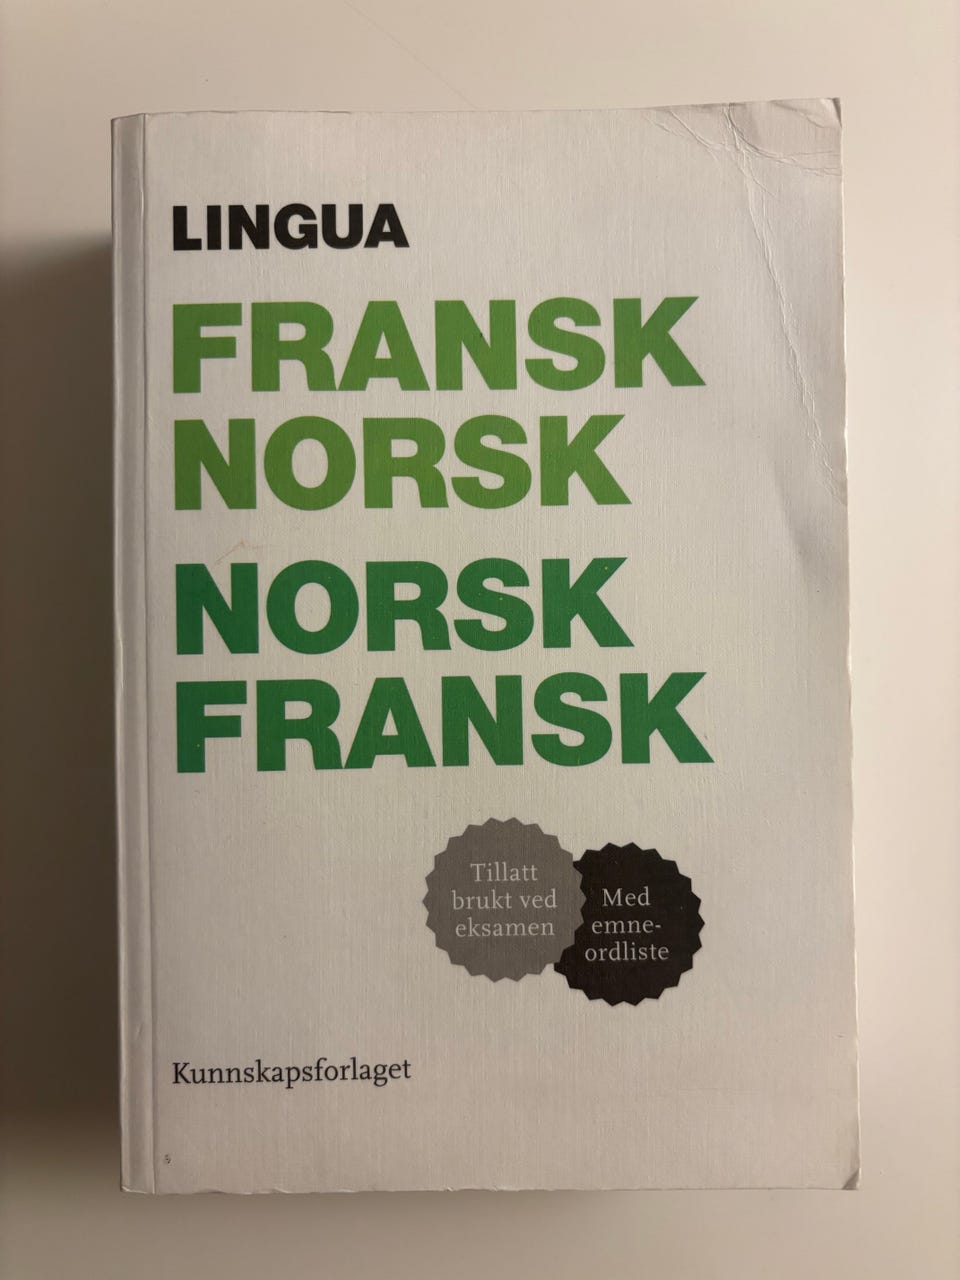 LINGUA
FRANSK
NORSK
NORSK
FRANSK
Tillatt
brukt ved
eksamen
Med
emne-
ordliste
Kunnskapsforlaget